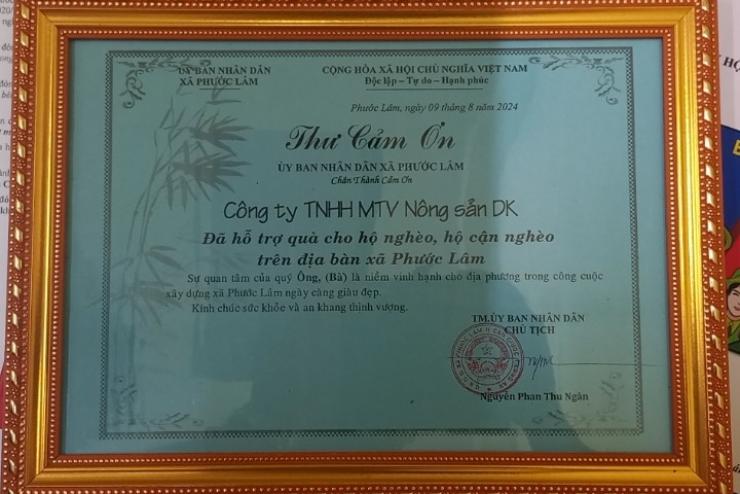 ỦY BAN NHÂN DÂN
XÃ PHƯỚC LÂM
CỘNG HÒA XÃ HỘI CHỦ NGHĨA VIỆT NAM
Độc lập – Tự do – Hạnh phúc
Phước Lâm, ngày 09 tháng 8 năm 2024
Thư Cảm Ơn
ỦY BAN NHÂN DÂN XÃ PHƯỚC LÂM
Chân Thành Cảm Ơn
Công ty TNHH MTV Nông sản DK
Đã hỗ trợ quà cho hộ nghèo, hộ cận nghèo
trên địa bàn xã Phước Lâm
Sự quan tâm của quý Ông, (Bà) là niềm vinh hạnh cho địa phương trong công cuộc
xây dựng xã Phước Lâm ngày càng giàu đẹp.
Kính chúc sức khỏe và an khang thịnh vượng.
TM.ỦY BAN NHÂN DÂN
CHỦ TỊCH
Nguyễn Phan Thu Ngân